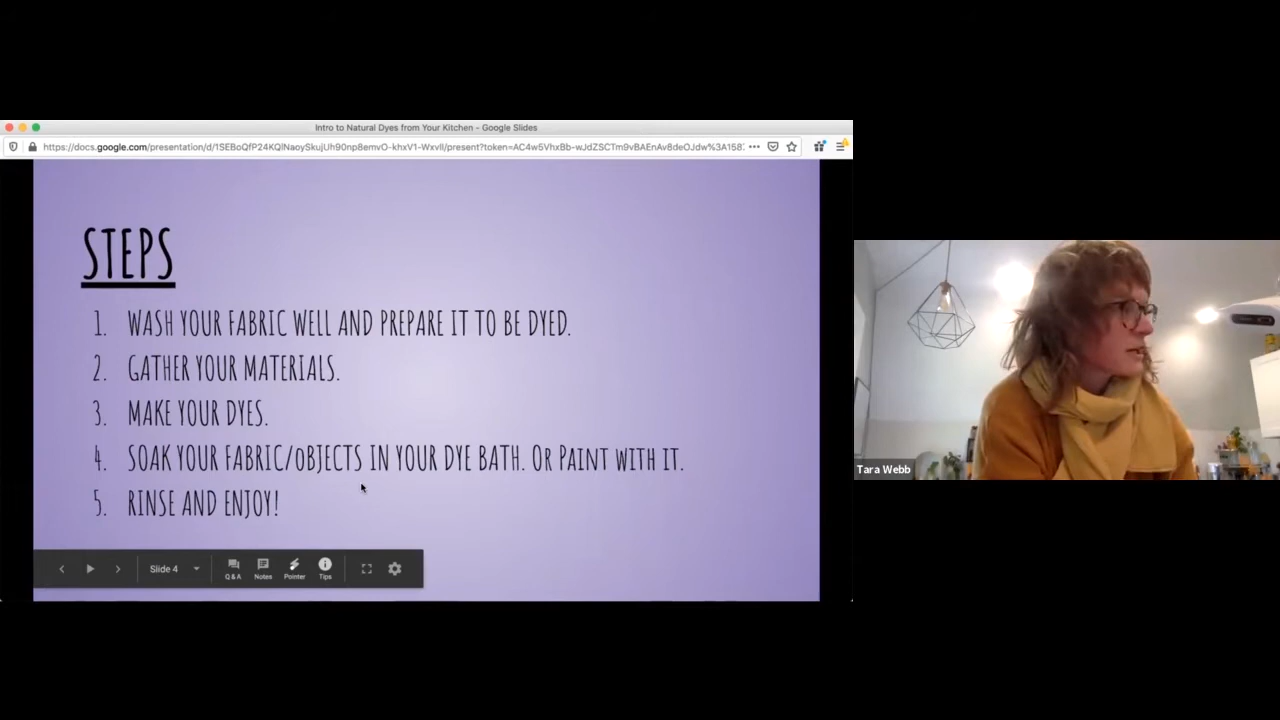 Intro to Natural Dyes from Your Kitchen - Google Slides
STEPS
1. WASH YOUR FABRIC WELL AND PREPARE IT TO BE DYED.
2. GATHER YOUR MATERIALS.
3. MAKE YOUR DYES.
4. SOAK YOUR FABRIC/OBJECTS IN YOUR DYE BATH. OR PAINT WITH IT.
5. RINSE AND ENJOY!
Slide 4
Q & A Notes Pointer Tips
Tara Webb